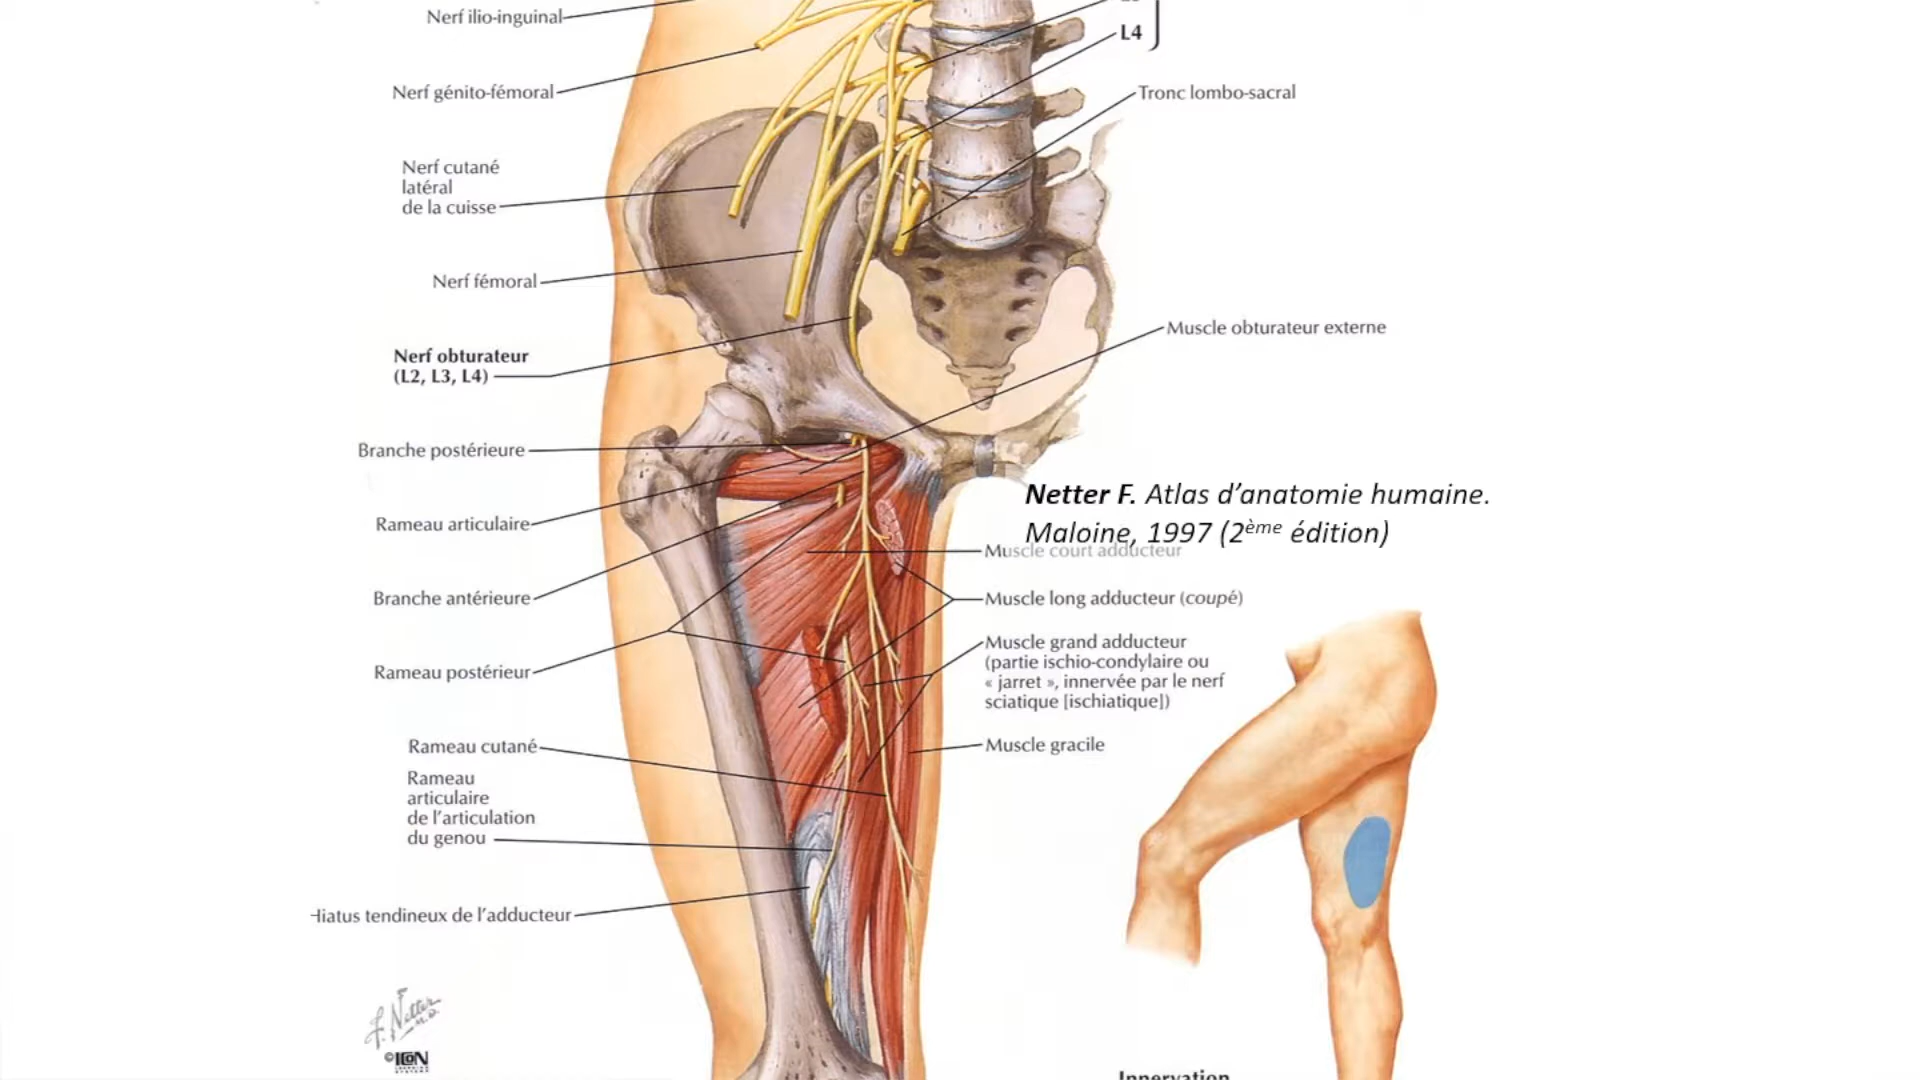 Nerf ilio-inguinal
Nerf génito-fémoral
Nerf cutané
latéral
de la cuisse
Nerf fémoral
Nerf obturateur
(L2, L3, L4)
Branche postérieure
Rameau articulaire
Branche antérieure
Rameau postérieur
Rameau cutané
Rameau
articulaire
de l'articulation
du genou
Hiatus tendineux de l'adducteur
F. Netter
M.D.
©ICON
L4
Tronc lombo-sacral
Muscle obturateur externe
Netter F. Atlas d'anatomie humaine.
Maloine, 1997 (2ème édition)
Muscle court adducteur
Muscle long adducteur (coupé)
Muscle grand adducteur
(partie ischio-condylaire ou
« jarret », innervée par le nerf
sciatique [ischiatique])
Muscle gracile
Innervation